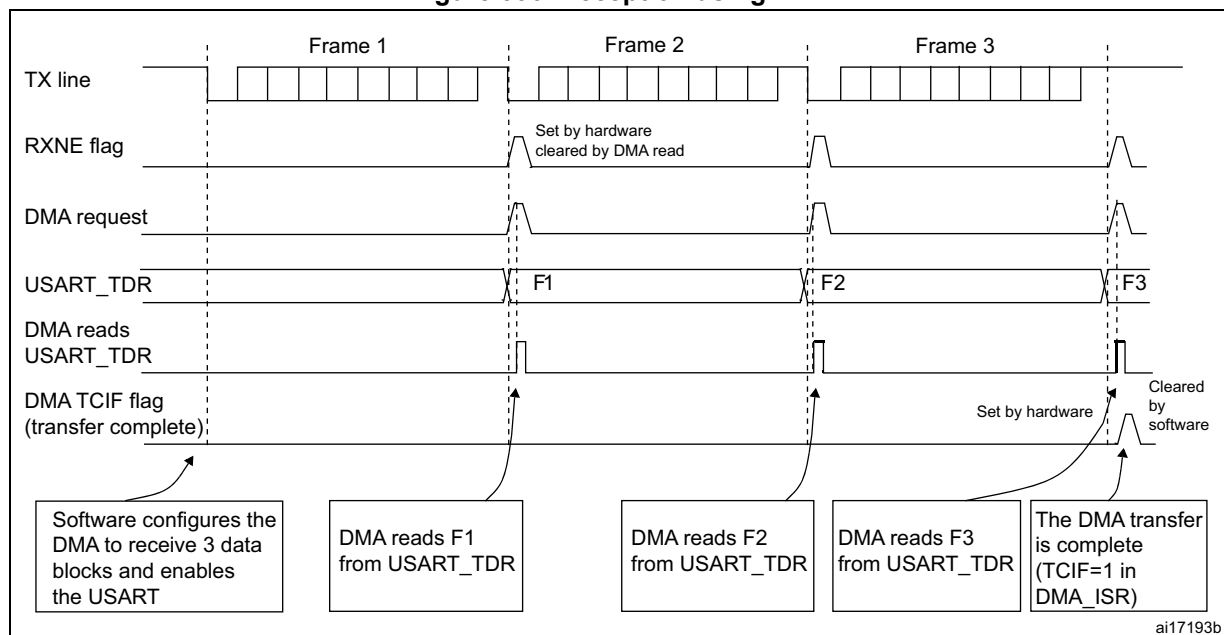 Frame 1
Frame 2
Frame 3
TX line
RXNE flag
Set by hardware
cleared by DMA read
DMA request
USART_TDR
F1
F2
F3
DMA reads
USART_TDR
DMA TCIF flag
(transfer complete)
Set by hardware
Cleared
by
software
Software configures the
DMA to receive 3 data
blocks and enables
the USART
DMA reads F1
from USART_TDR
DMA reads F2
from USART_TDR
DMA reads F3
from USART_TDR
The DMA transfer
is complete
(TCIF=1 in
DMA_ISR)
ai17193b